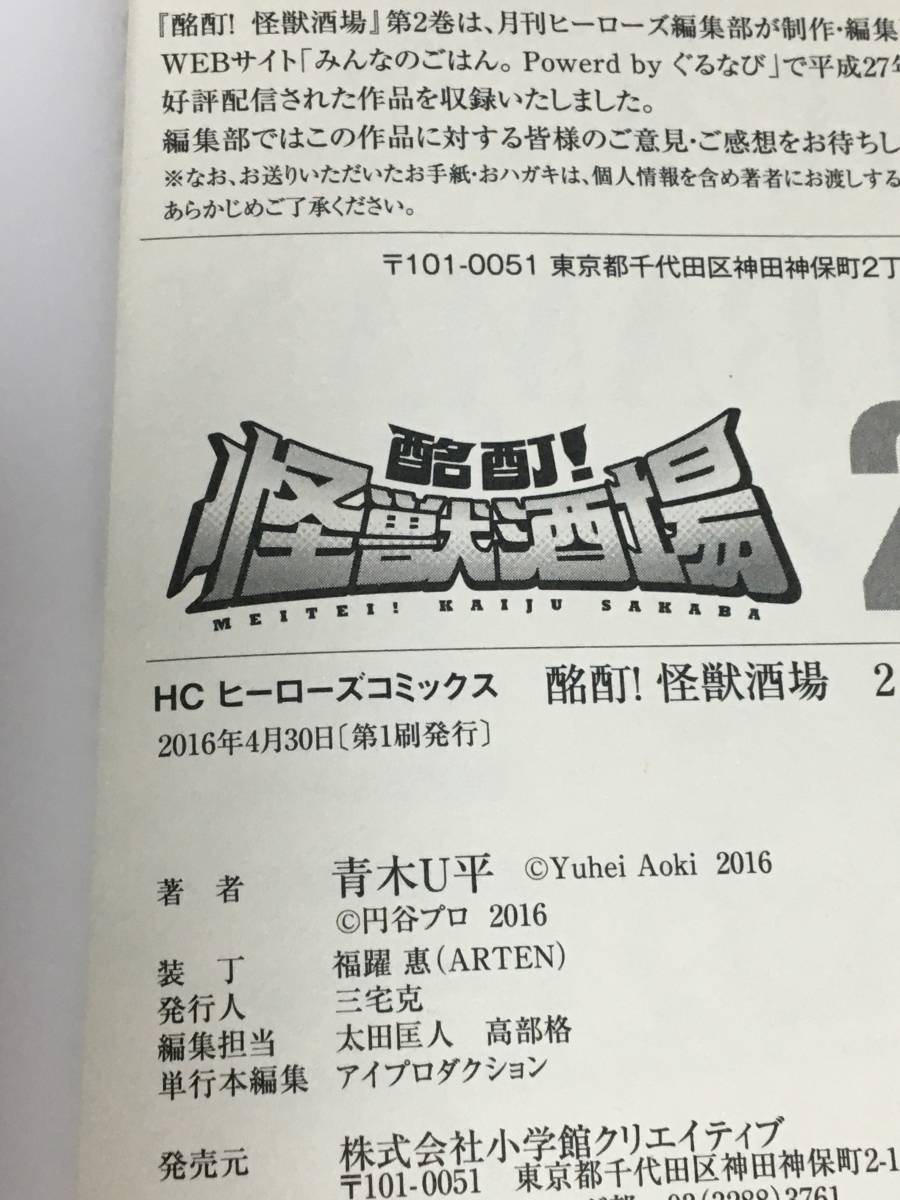 『酩酊! 怪獣酒場』第2巻は、月刊ヒーローズ編集部が制作・編集
WEBサイト「みんなのごはん。Powerd by ぐるなび」で平成27年
好評配信された作品を収録いたしました。
編集部ではこの作品に対する皆様のご意見・ご感想をお待ちし
※なお、お送りいただいたお手紙・おハガキは、個人情報を含め著者にお渡しする
あらかじめご了承ください。
〒101-0051 東京都千代田区神田神保町2丁
酩酊!
怪獣酒場
MEITEI! KAIJU SAKABA
2
HC ヒーローズコミックス 酩酊! 怪獣酒場 2
2016年4月30日〔第1刷発行〕
著者 青木U平 ©Yuhei Aoki 2016
©円谷プロ 2016
装丁 福躍 惠(ARTEN)
発行人 三宅克
編集担当 太田匡人 高部格
単行本編集 アイプロダクション
発売元 株式会社小学館クリエイティブ
〒101-0051 東京都千代田区神田神保町2-1
03(3288)3761